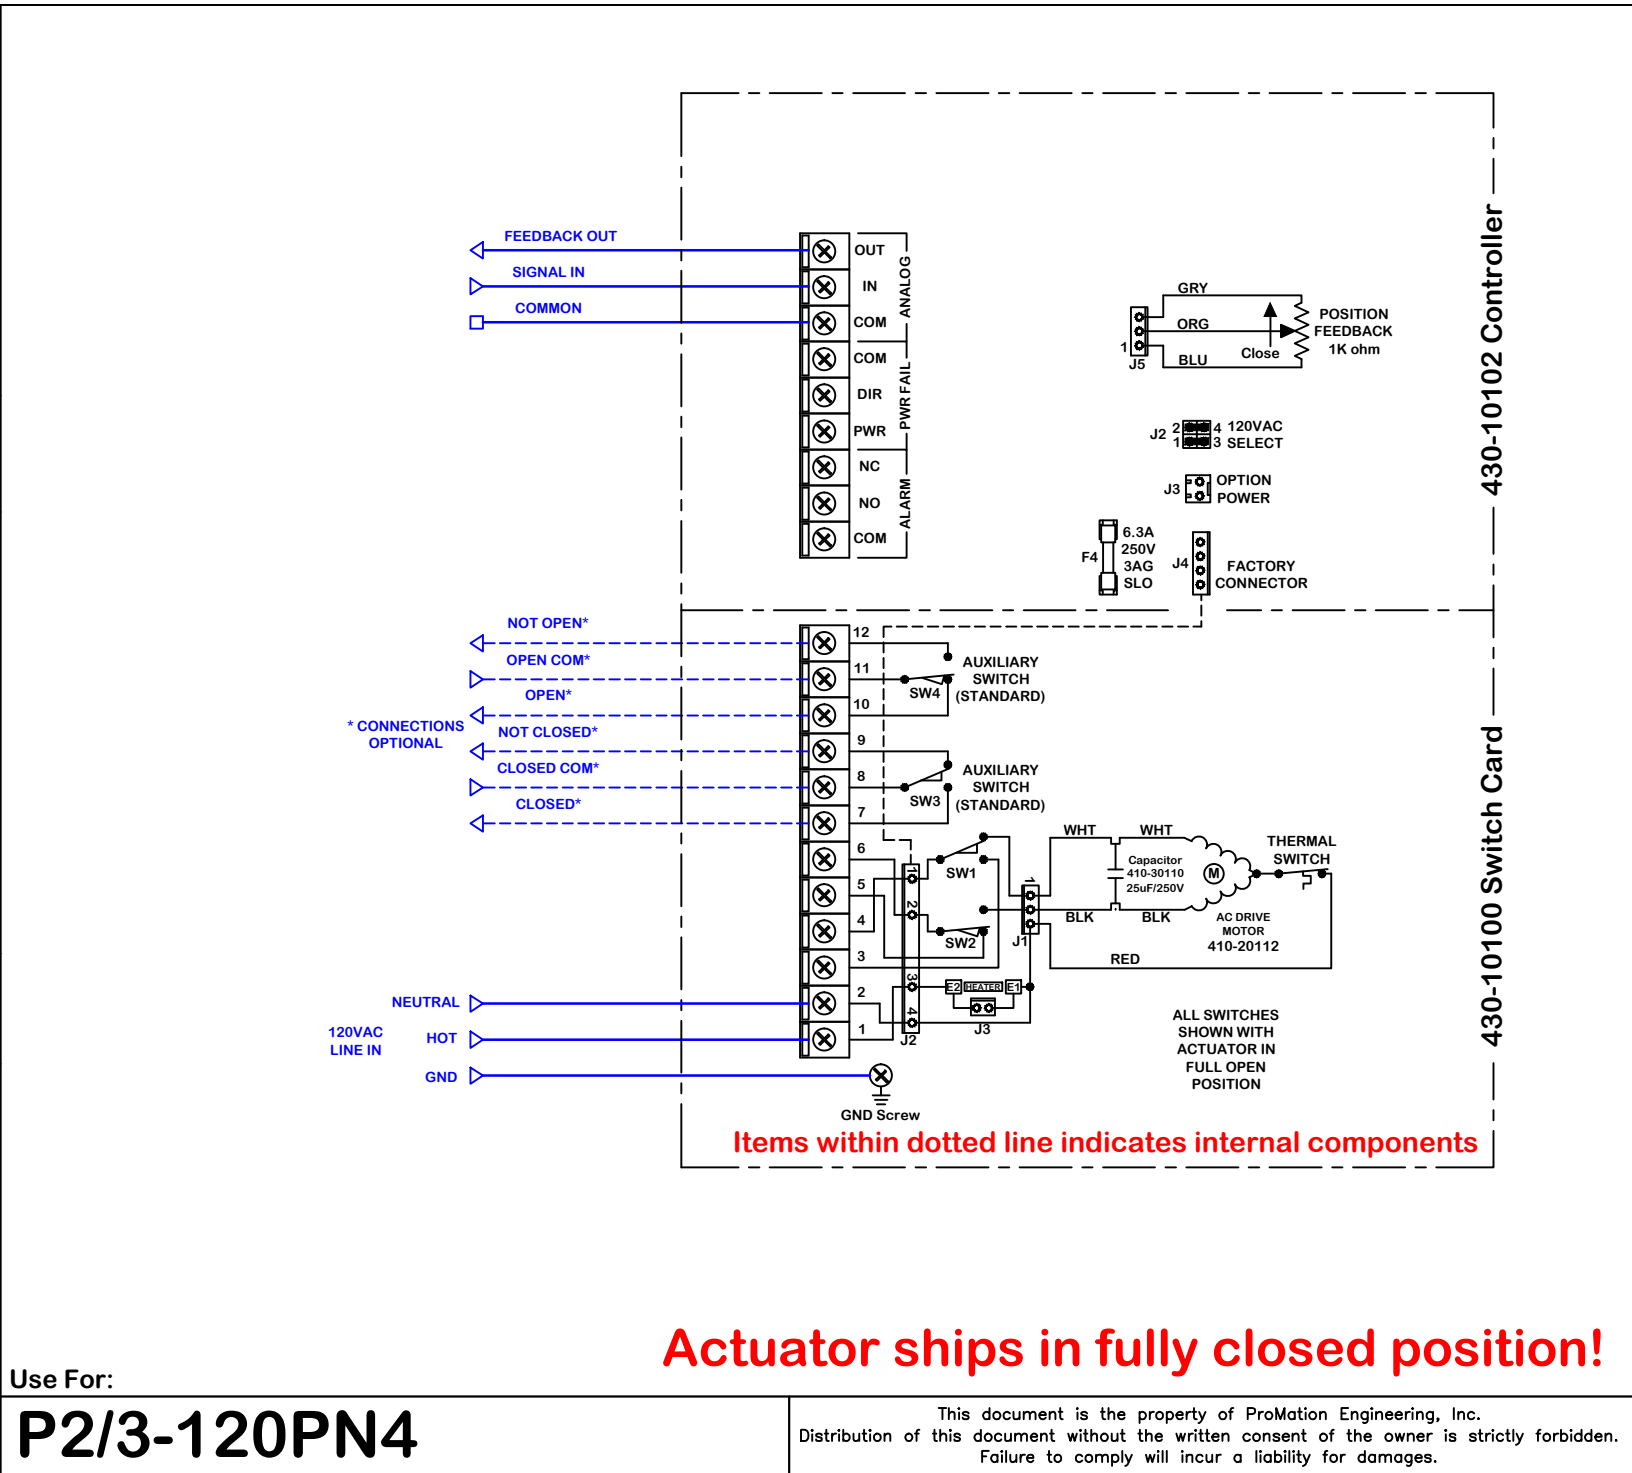 FEEDBACK OUT
SIGNAL IN
COMMON
OUT
IN
COM
ANALOG
COM
DIR
PWR
PWR FAIL
NC
NO
COM
ALARM
GRY
ORG
BLU
1
J5
Close
POSITION
FEEDBACK
1K ohm
J2
2
1
4
3
120VAC
SELECT
J3
OPTION
POWER
F4
6.3A
250V
3AG
SLO
J4
FACTORY
CONNECTOR
430-10102 Controller
NOT OPEN*
OPEN COM*
OPEN*
* CONNECTIONS
OPTIONAL
NOT CLOSED*
CLOSED COM*
CLOSED*
12
11
10
9
8
7
6
5
4
3
2
1
SW4
AUXILIARY
SWITCH
(STANDARD)
SW3
AUXILIARY
SWITCH
(STANDARD)
SW1
SW2
1
2
3
4
J2
1
J1
E2
HEATER
E1
J3
WHT
WHT
Capacitor
410-30110
25uF/250V
BLK
BLK
M
AC DRIVE
MOTOR
410-20112
THERMAL
SWITCH
RED
NEUTRAL
120VAC
LINE IN
HOT
GND
GND Screw
ALL SWITCHES
SHOWN WITH
ACTUATOR IN
FULL OPEN
POSITION
430-10100 Switch Card
Items within dotted line indicates internal components
Actuator ships in fully closed position!
Use For:
P2/3-120PN4
This document is the property of ProMation Engineering, Inc.
Distribution of this document without the written consent of the owner is strictly forbidden.
Failure to comply will incur a liability for damages.